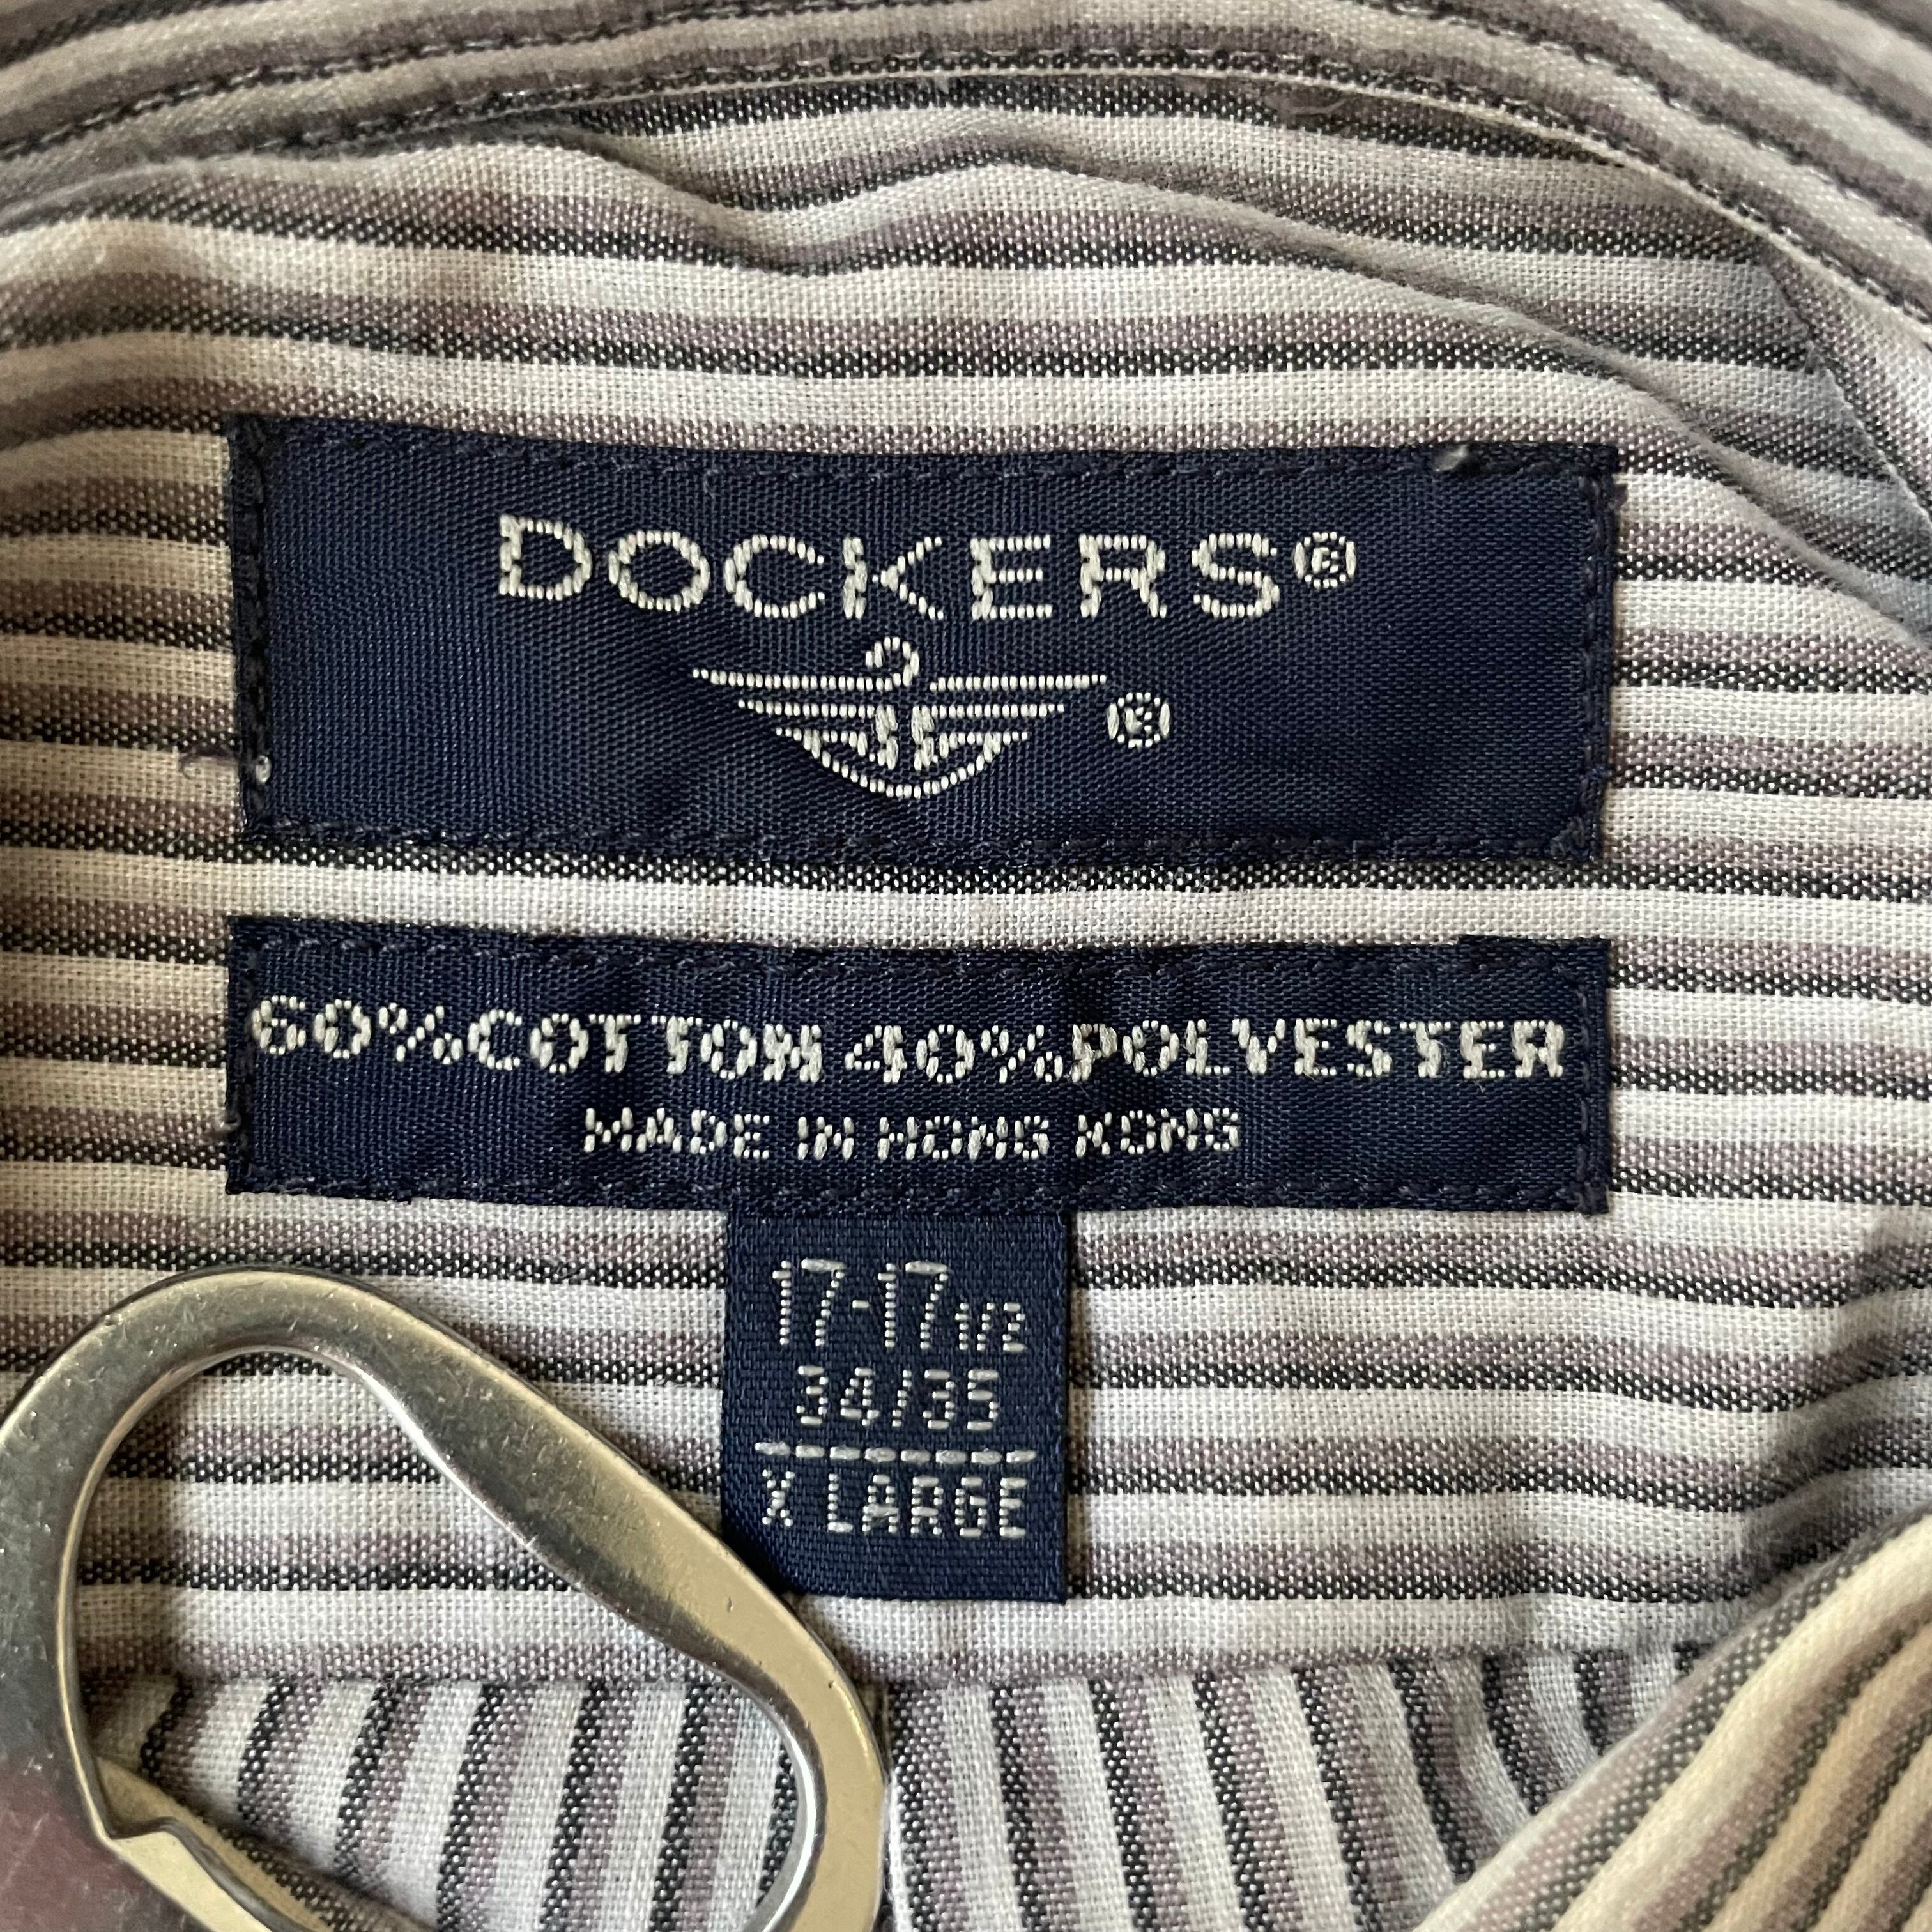 DOCKERS®
®
60%COTTON 40%POLYESTER
MADE IN HONG KONG
17-17 1/2
34/35
X LARGE